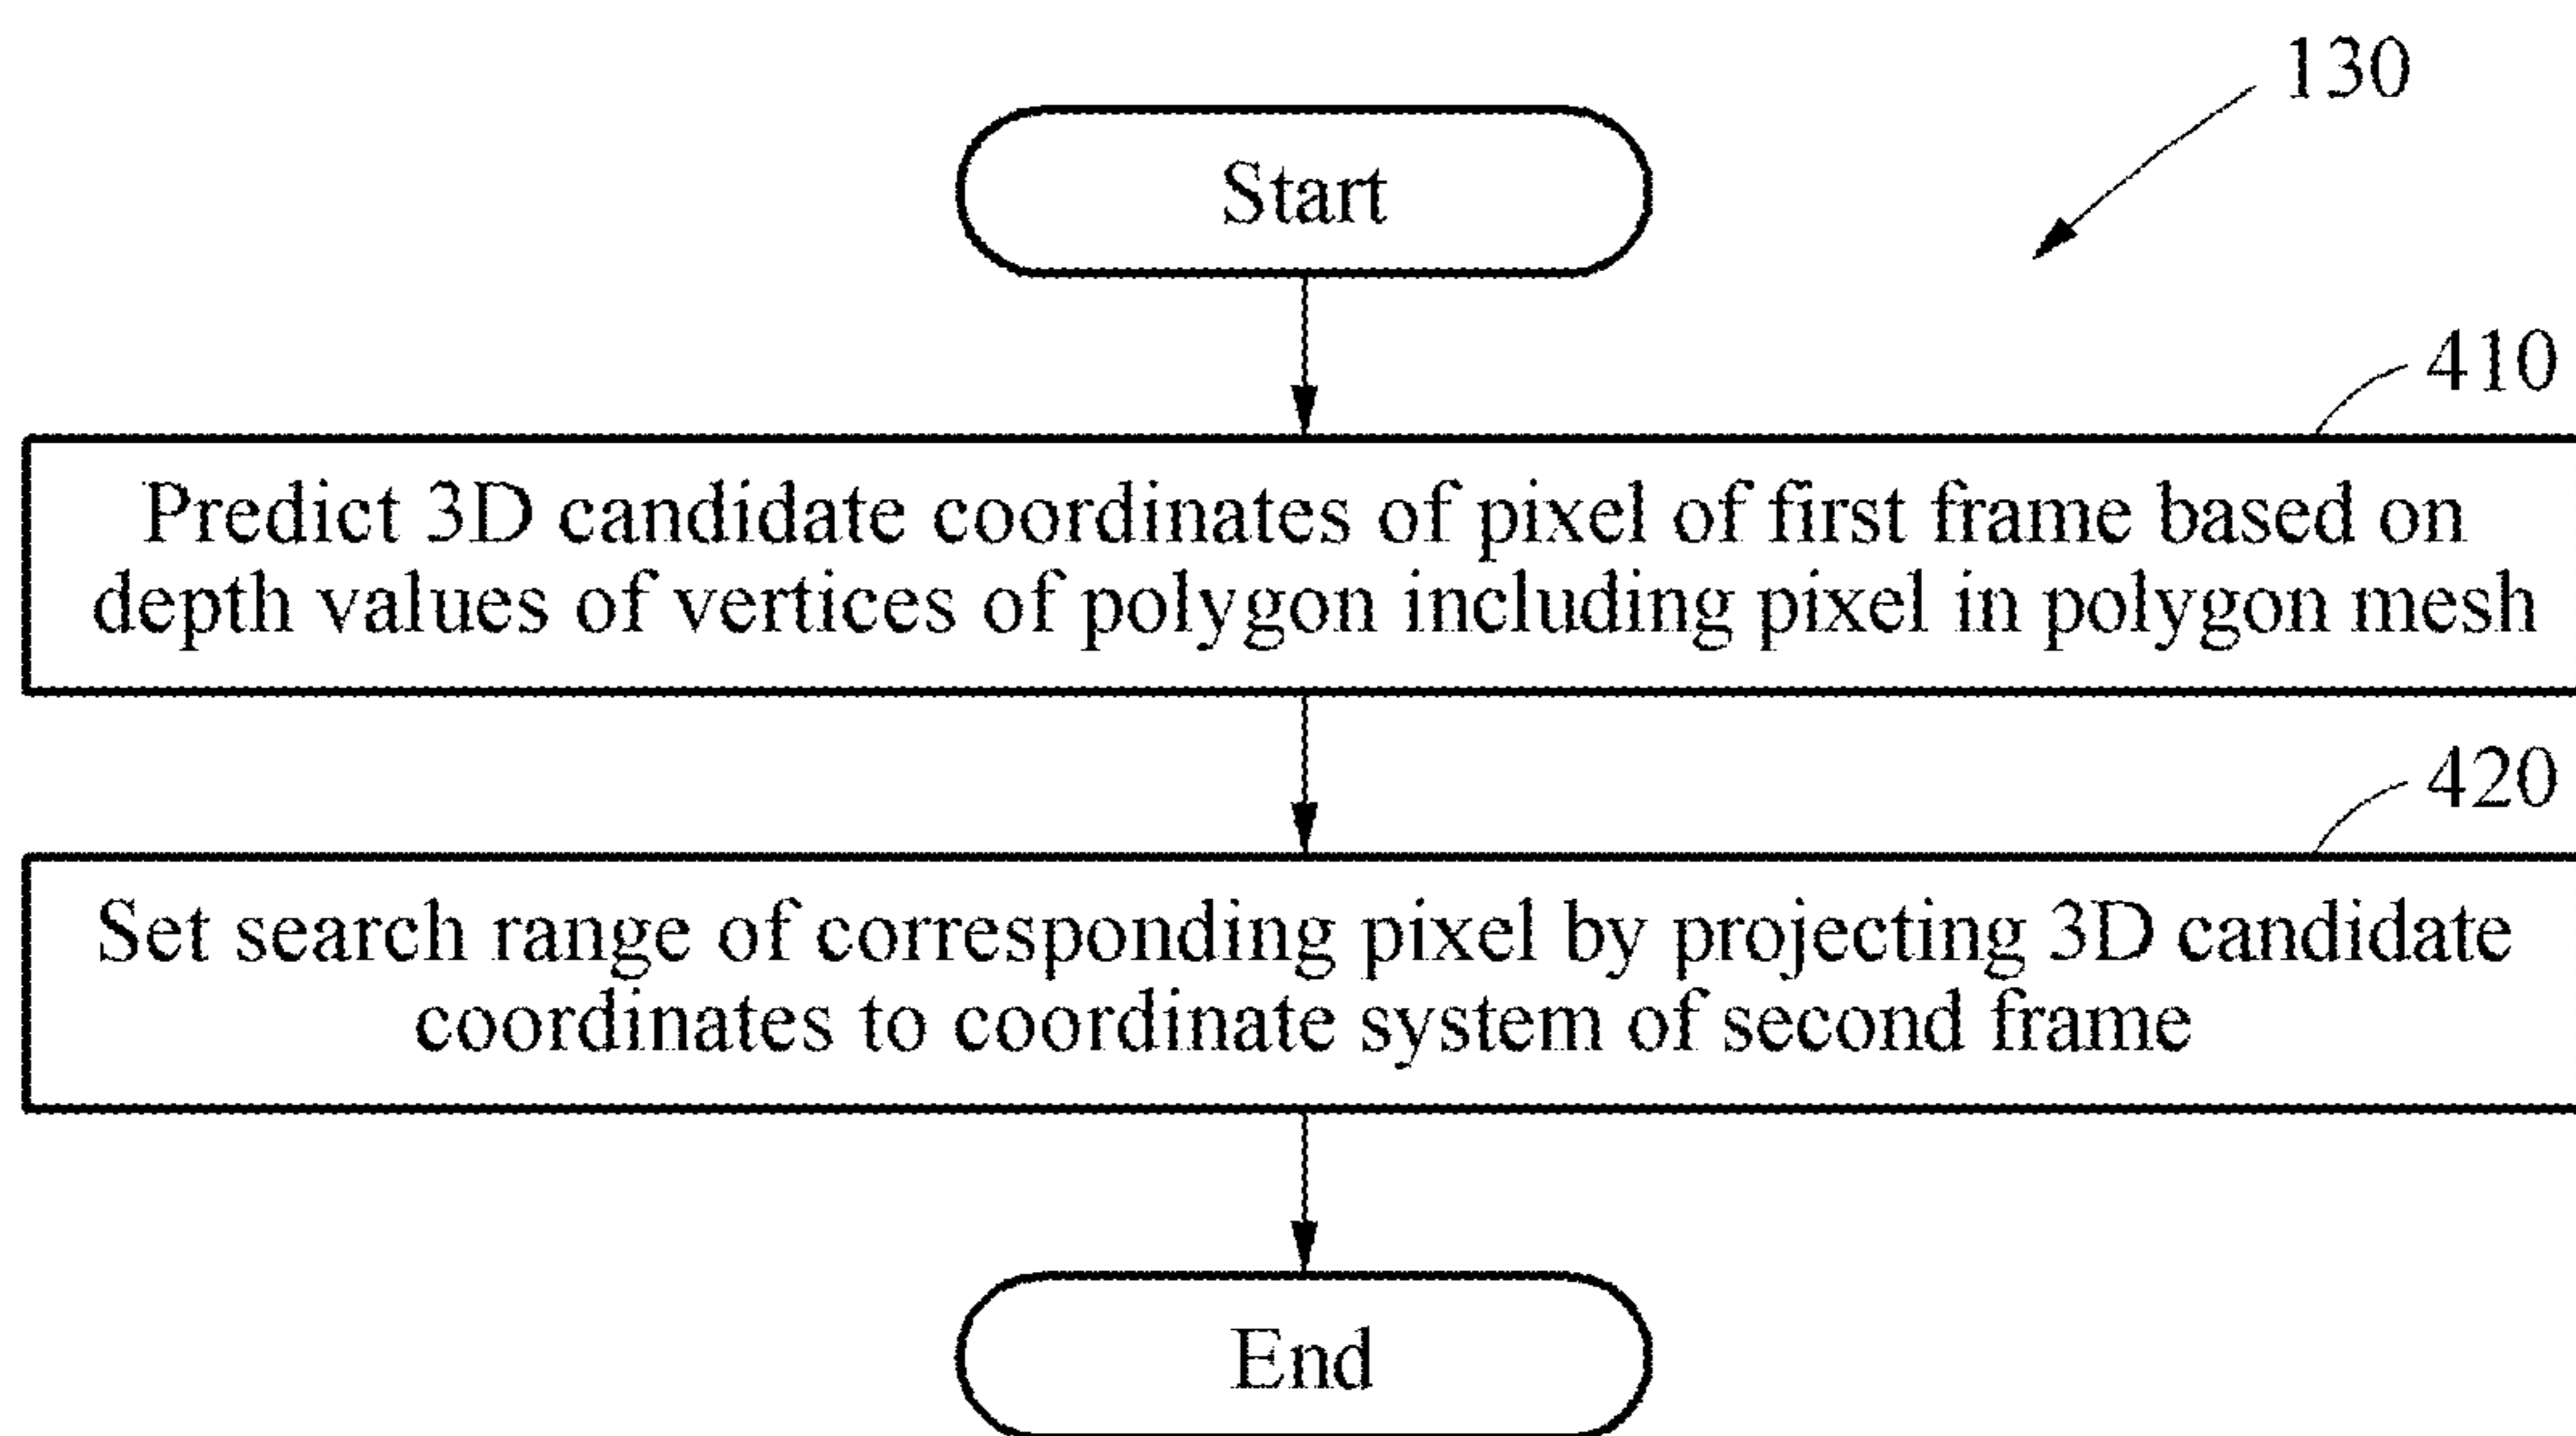 130
Start
410
Predict 3D candidate coordinates of pixel of first frame based on
depth values of vertices of polygon including pixel in polygon mesh
420
Set search range of corresponding pixel by projecting 3D candidate
coordinates to coordinate system of second frame
End